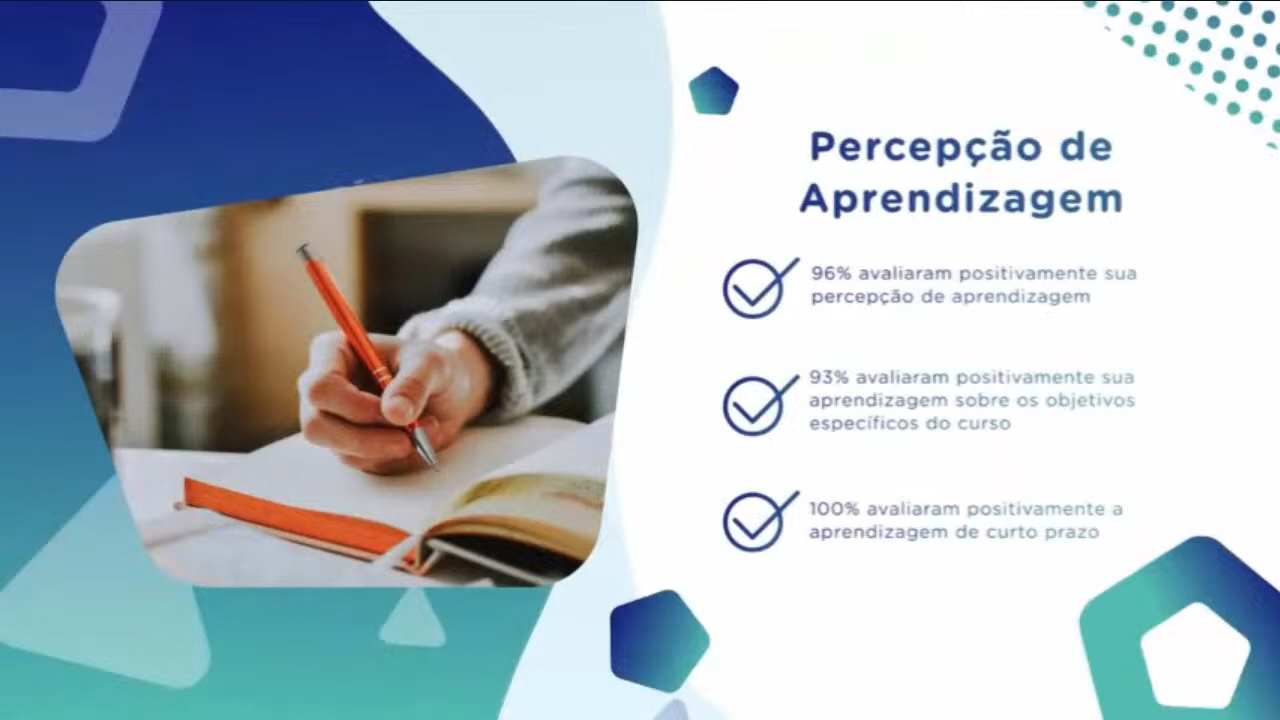 Percepção de
Aprendizagem
96% avaliaram positivamente sua
percepção de aprendizagem
93% avaliaram positivamente sua
aprendizagem sobre os objetivos
específicos do curso
100% avaliaram positivamente a
aprendizagem de curto prazo